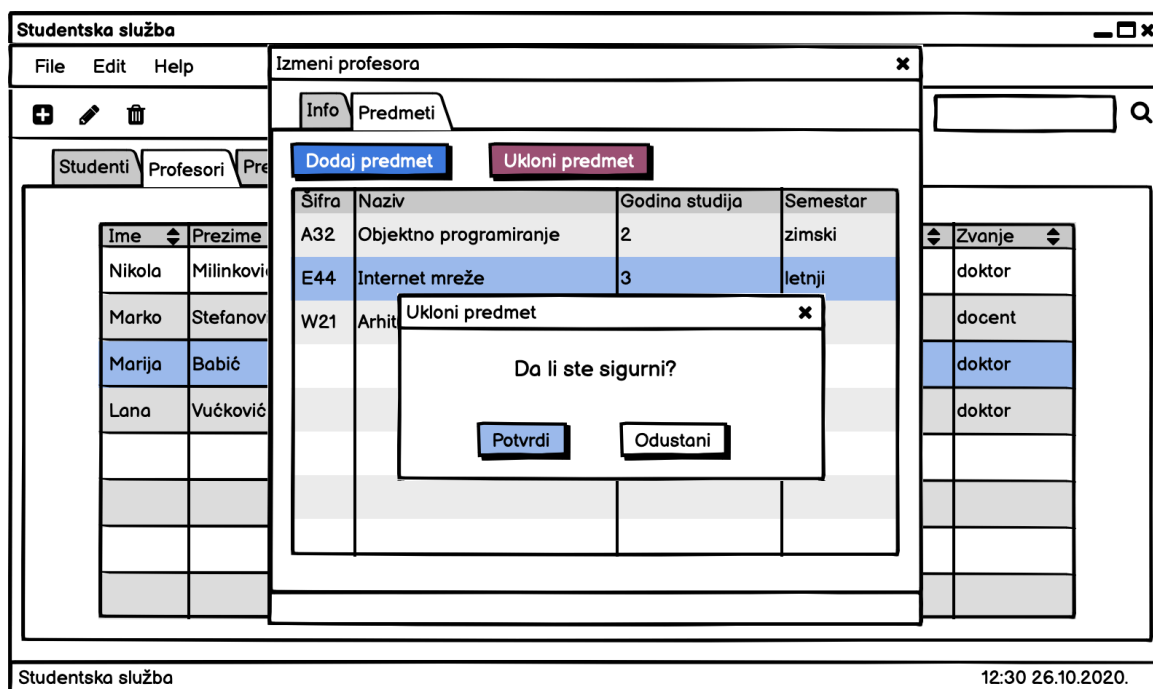 Studentska služba
File Edit Help
Izmeni profesora
Info Predmeti
Dodaj predmet Ukloni predmet
Studenti Profesori
Šifra Naziv Godina studija Semestar
A32 Objektno programiranje 2 zimski
E44 Internet mreže 3 letnji
W21
Ime Prezime Zvanje
Nikola doktor
Marko docent
Marija Babić doktor
Lana Vučković doktor
Ukloni predmet
Da li ste sigurni?
Potvrdi Odustani
Studentska služba 12:30 26.10.2020.